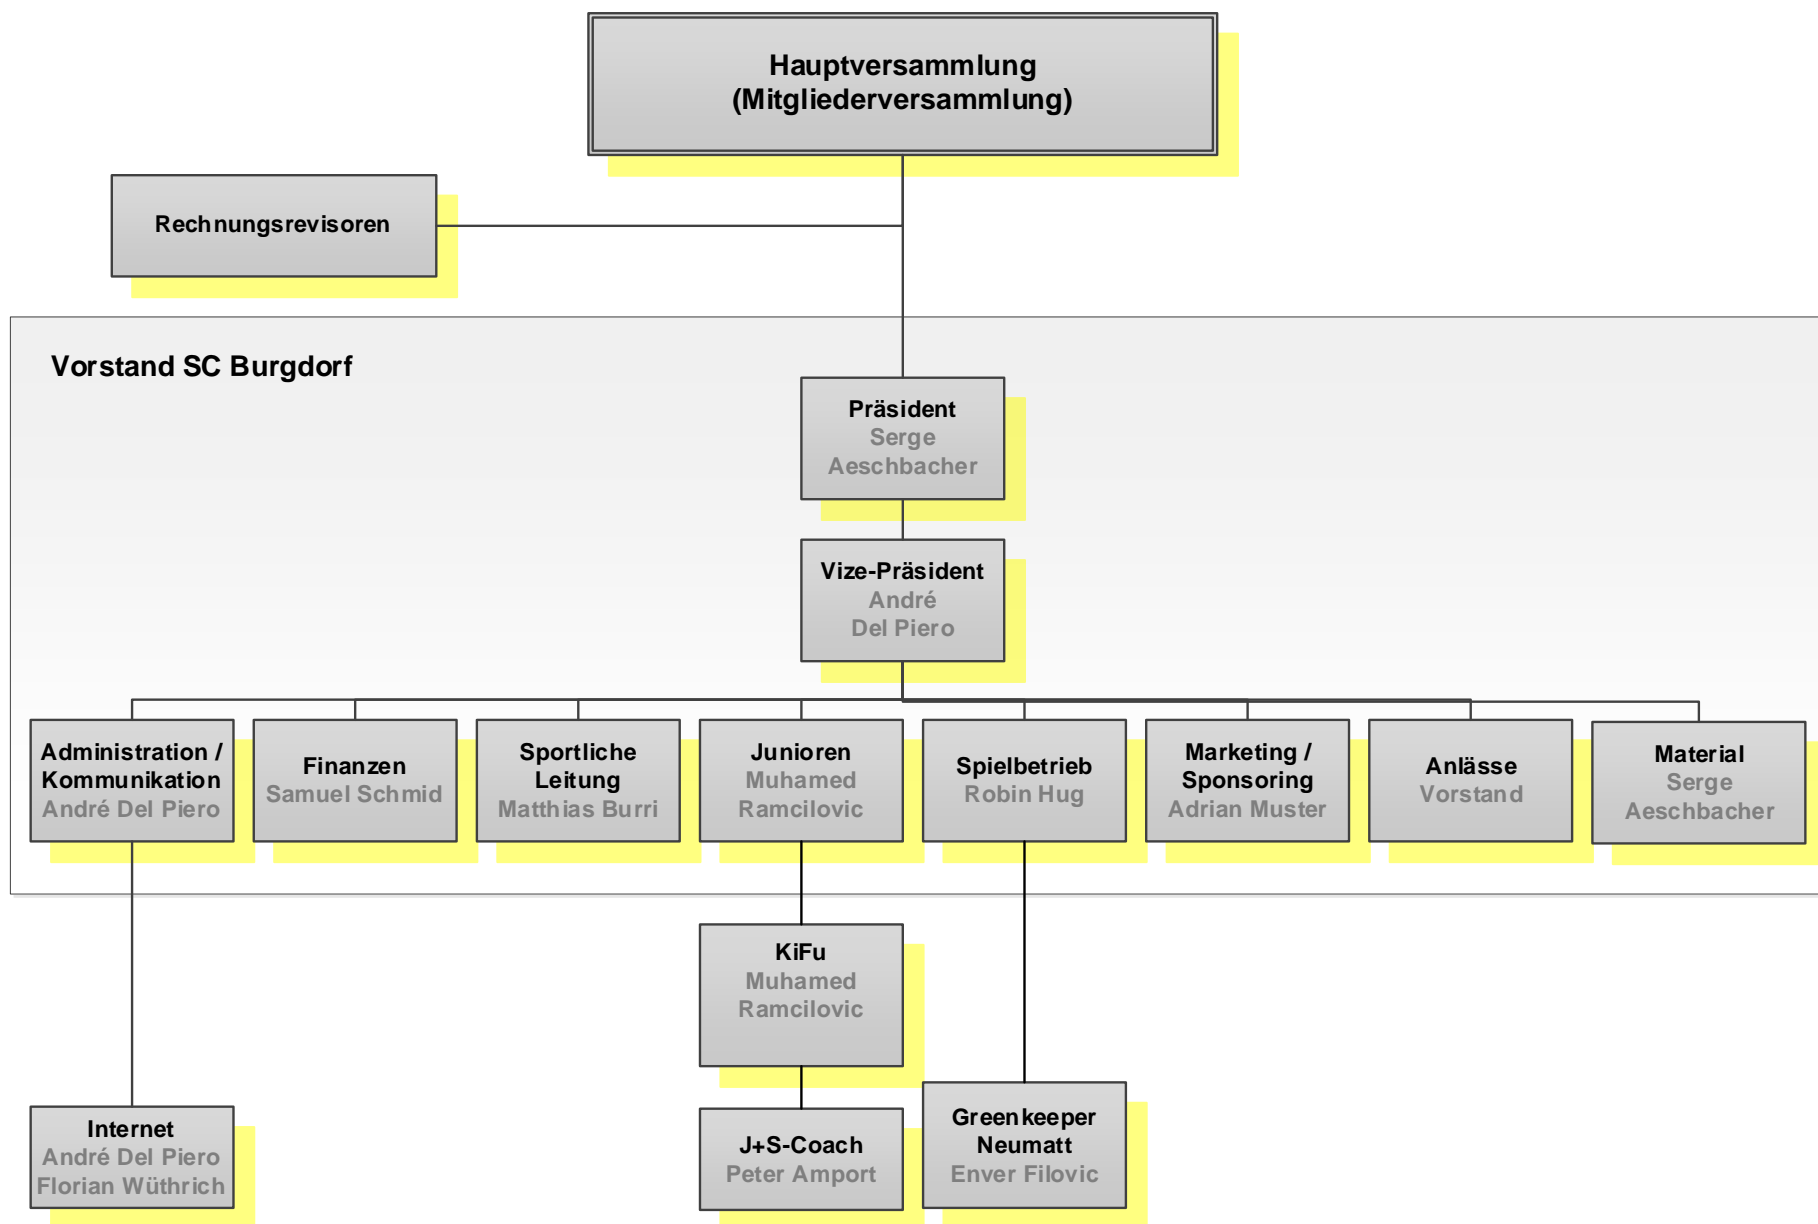 Hauptversammlung
(Mitgliederversammlung)
Rechnungsrevisoren
Vorstand SC Burgdorf
Präsident
Serge
Aeschbacher
Vize-Präsident
André
Del Piero
Administration /
Kommunikation
André Del Piero
Finanzen
Samuel Schmid
Sportliche
Leitung
Matthias Burri
Junioren
Muhamed
Ramcilovic
Spielbetrieb
Robin Hug
Marketing /
Sponsoring
Adrian Muster
Anlässe
Vorstand
Material
Serge
Aeschbacher
KiFu
Muhamed
Ramcilovic
Internet
André Del Piero
Florian Wüthrich
J+S-Coach
Peter Amport
Greenkeeper
Neumatt
Enver Filovic